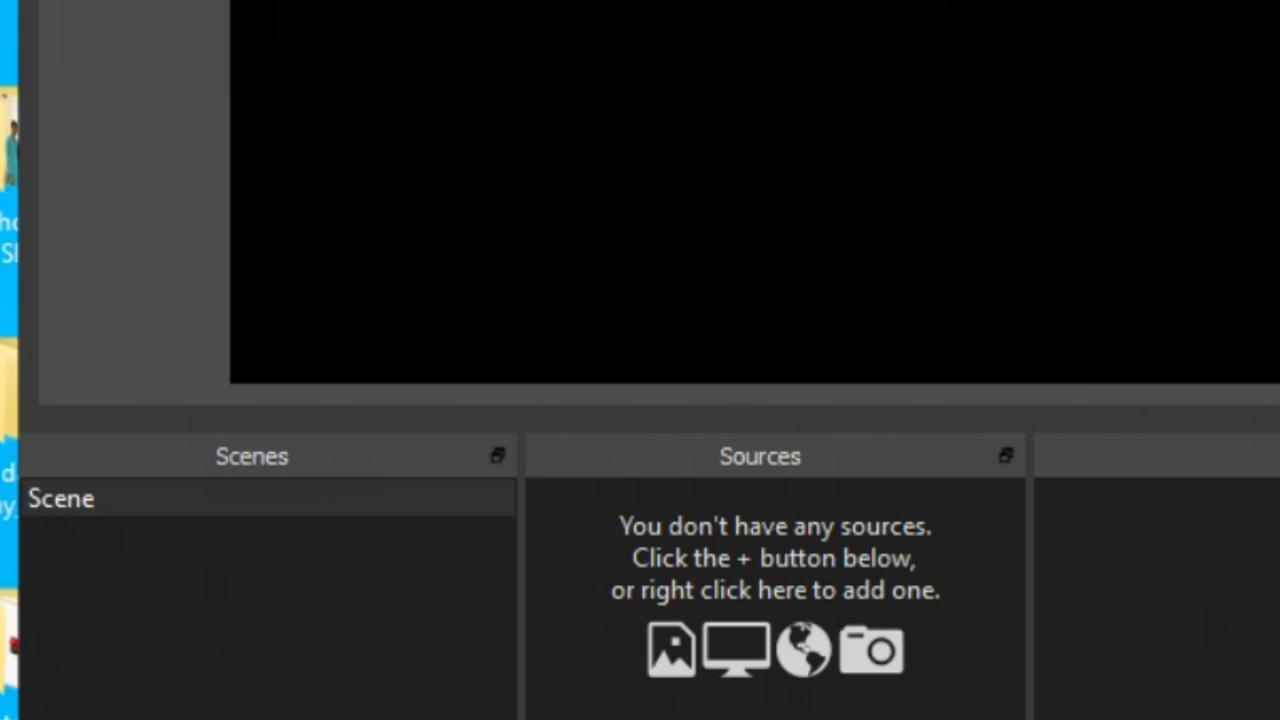 Scenes
Sources
Scene
You don't have any sources.
Click the + button below,
or right click here to add one.